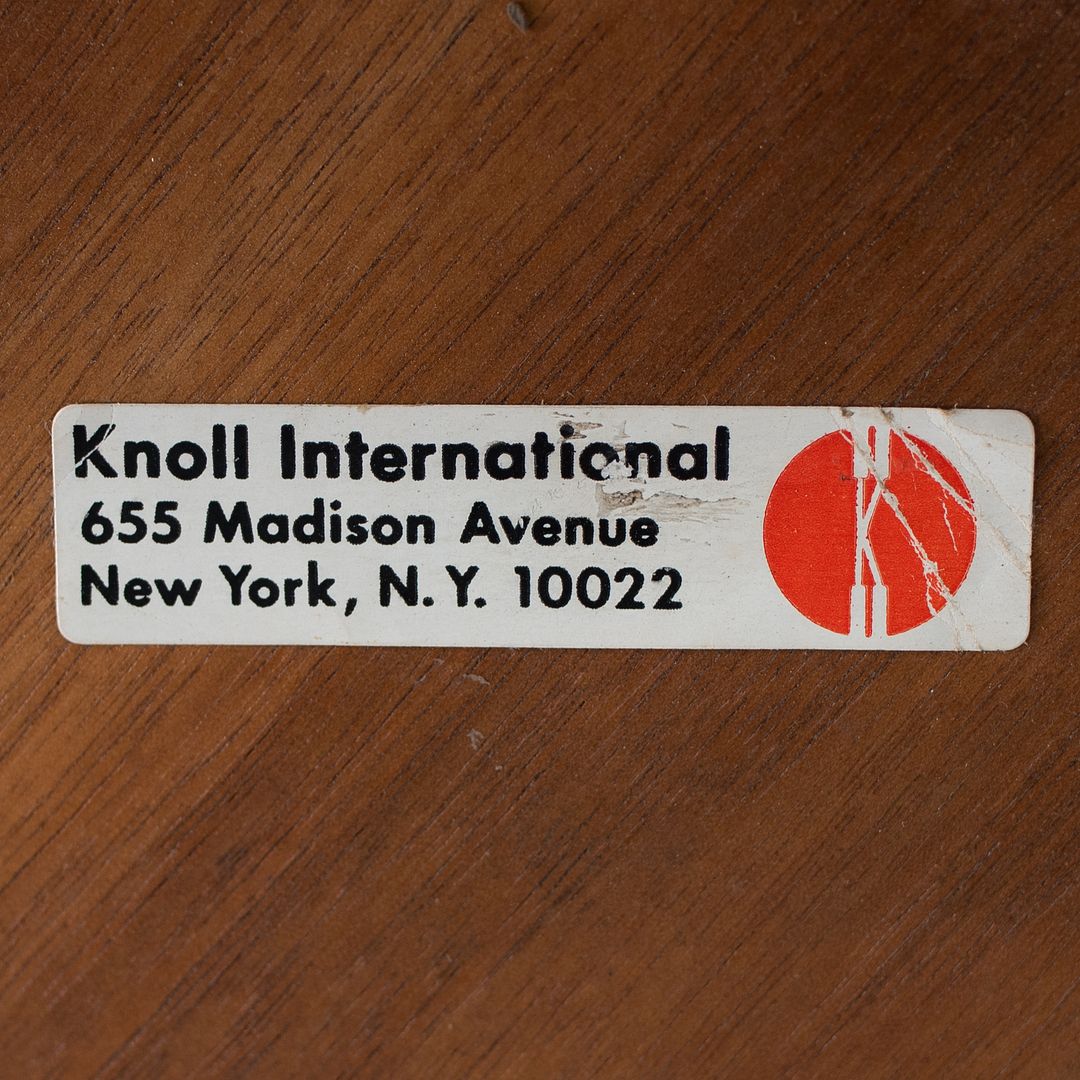 Knoll International
655 Madison Avenue
New York, N.Y. 10022